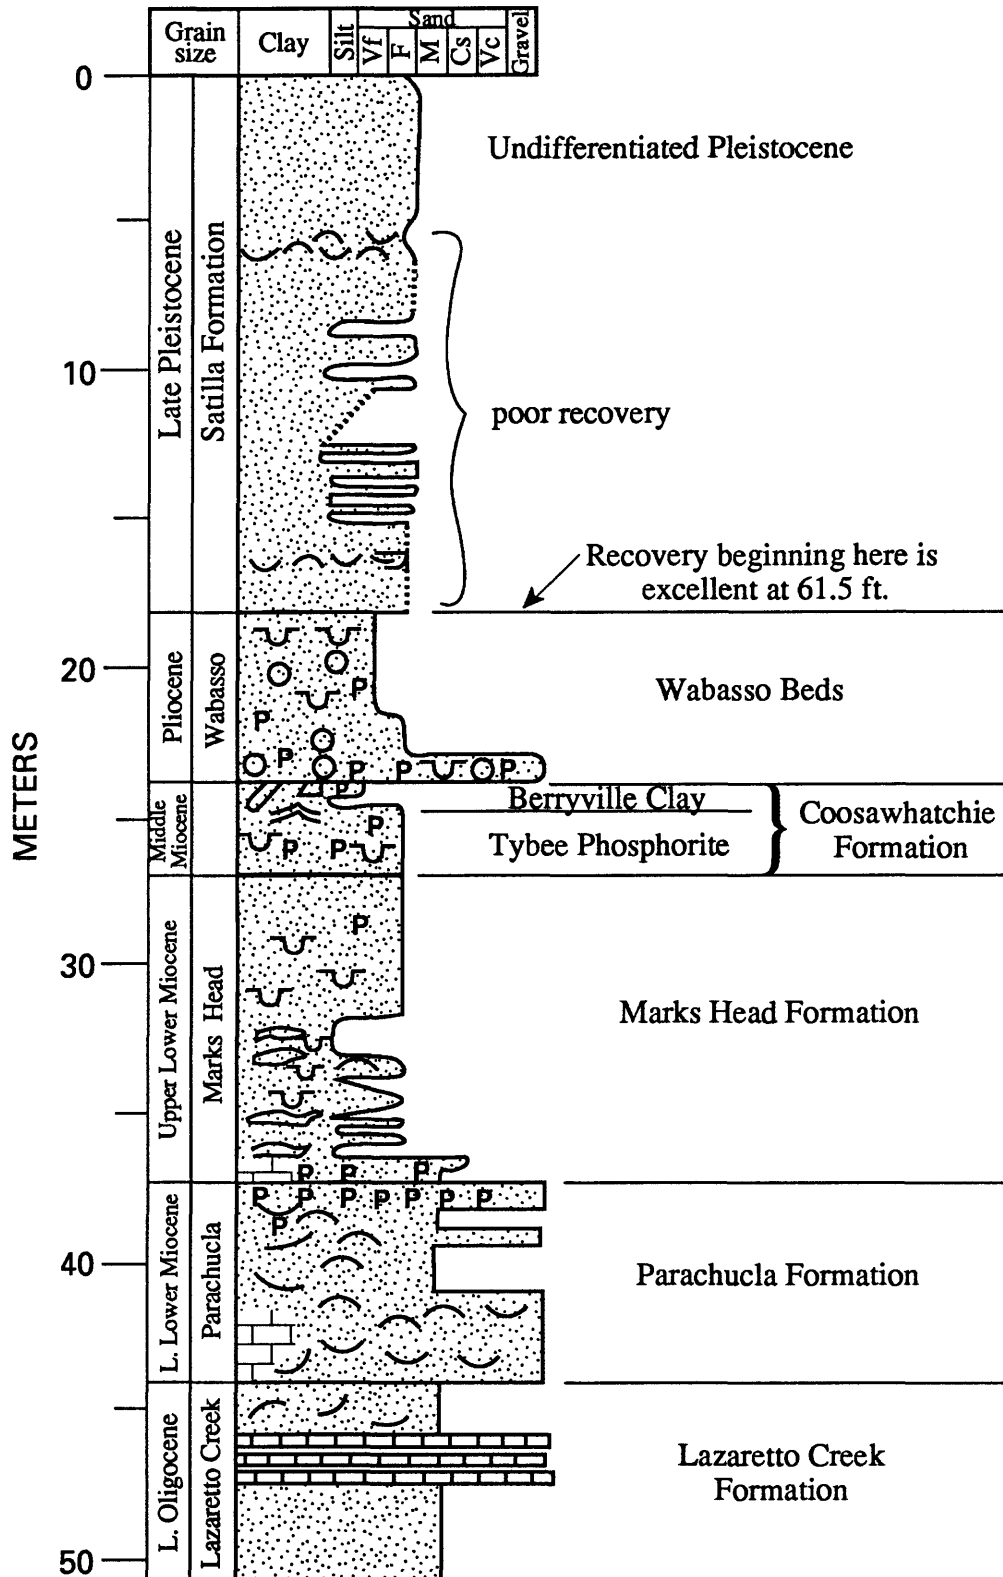 Grain
size
Clay
Silt
Sand
Vf
F
M
Cs
Vc
Gravel
METERS
0
10
20
30
40
50
Late Pleistocene
Satilla Formation
Undifferentiated Pleistocene
poor recovery
Recovery beginning here is
excellent at 61.5 ft.
Pliocene
Wabasso
P
P
P
P
P
P
Wabasso Beds
Middle
Miocene
P
P
P
P
Berryville Clay
Tybee Phosphorite
Coosawhatchie
Formation
Upper Lower Miocene
Marks Head
P
P
P
P
Marks Head Formation
L. Lower Miocene
Parachucla
P
P
P
P
P
P
P
P
Parachucla Formation
L. Oligocene
Lazaretto Creek
Lazaretto Creek
Formation